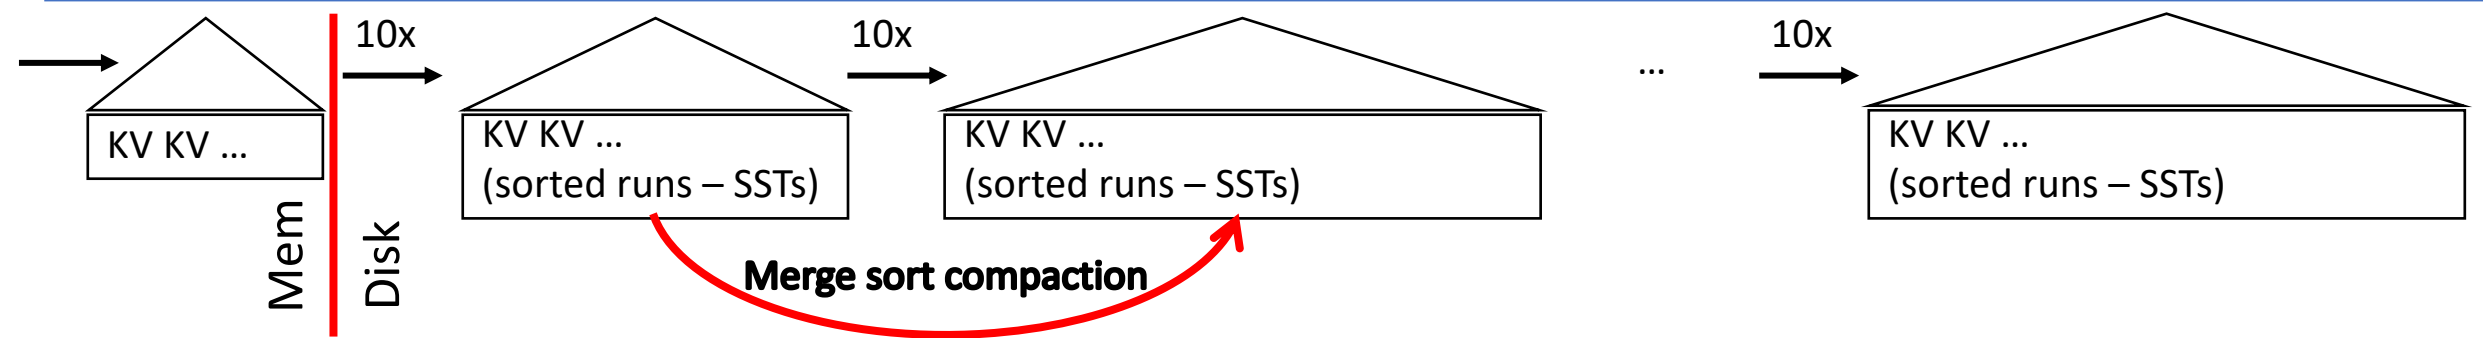 10x
10x
...
10x
KV KV ...
KV KV ...
(sorted runs – SSTs)
KV KV ...
(sorted runs – SSTs)
KV KV ...
(sorted runs – SSTs)
Mem
Disk
Merge sort compaction